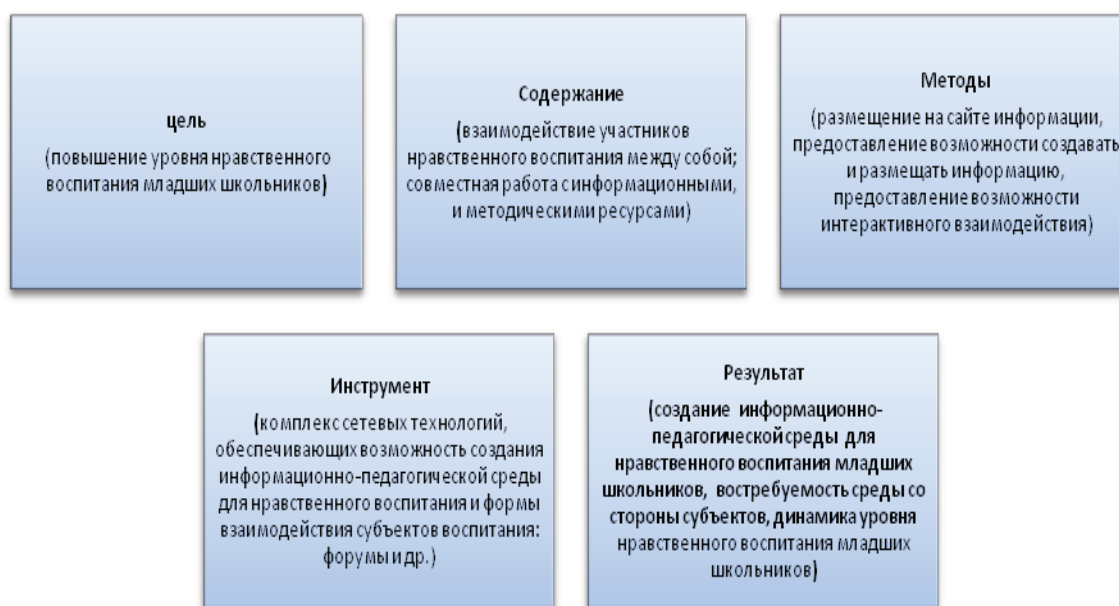 цель
(повышение уровня нравственного
воспитания младших школьников)
Содержание
(взаимодействие участников
нравственного воспитания между собой;
совместная работа с информационными,
и методическими ресурсами)
Методы
(размещение на сайте информации,
предоставление возможности создавать
и размещать информацию,
предоставление возможности
интерактивного взаимодействия)
Инструмент
(комплекс сетевых технологий,
обеспечивающих возможность создания
информационно-педагогической среды
для нравственного воспитания и формы
взаимодействия субъектов воспитания:
форумы и др.)
Результат
(создание информационно-
педагогической среды для
нравственного воспитания младших
школьников, востребуемость среды со
стороны субъектов, динамика уровня
нравственного воспитания младших
школьников)